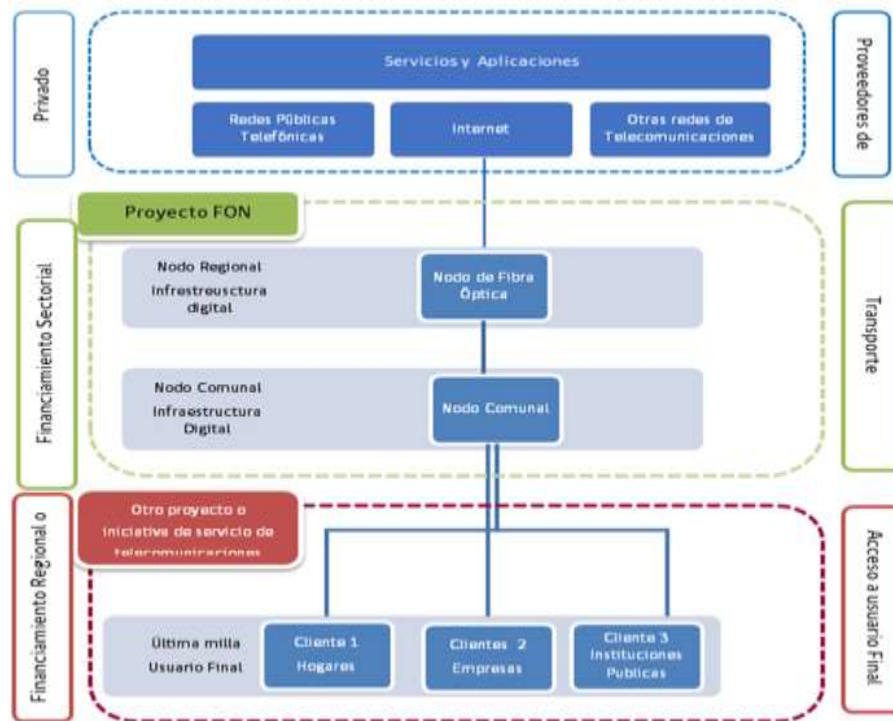 Privado
Servicios y Aplicaciones
Redes Públicas
Telefónicas
Internet
Otras redes de
Telecomunicaciones
Proveedores de
Proyecto FON
Financiamiento Sectorial
Nodo Regional
Infrestreusctura
digital
Nodo de Fibra
Óptica
Nodo Comunal
Infraestructura
Digital
Nodo Comunal
Transporte
Financiamiento Regional o
Otro proyecto o
iniciativa de servicio de
telecomunicaciones
Última milla
Usuario Final
Cliente 1
Hogares
Clientes 2
Empresas
Cliente 3
Instituciones
Publicas
Acceso a usuario Final